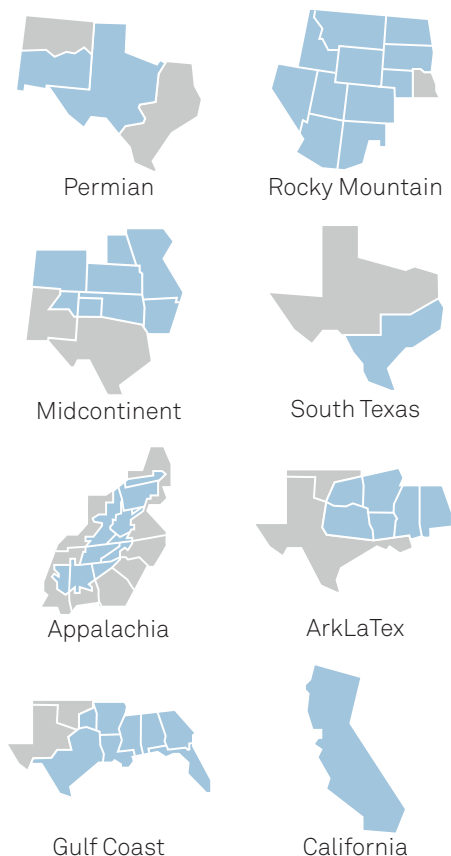 Permian
Rocky Mountain
Midcontinent
South Texas
Appalachia
ArkLaTex
Gulf Coast
California